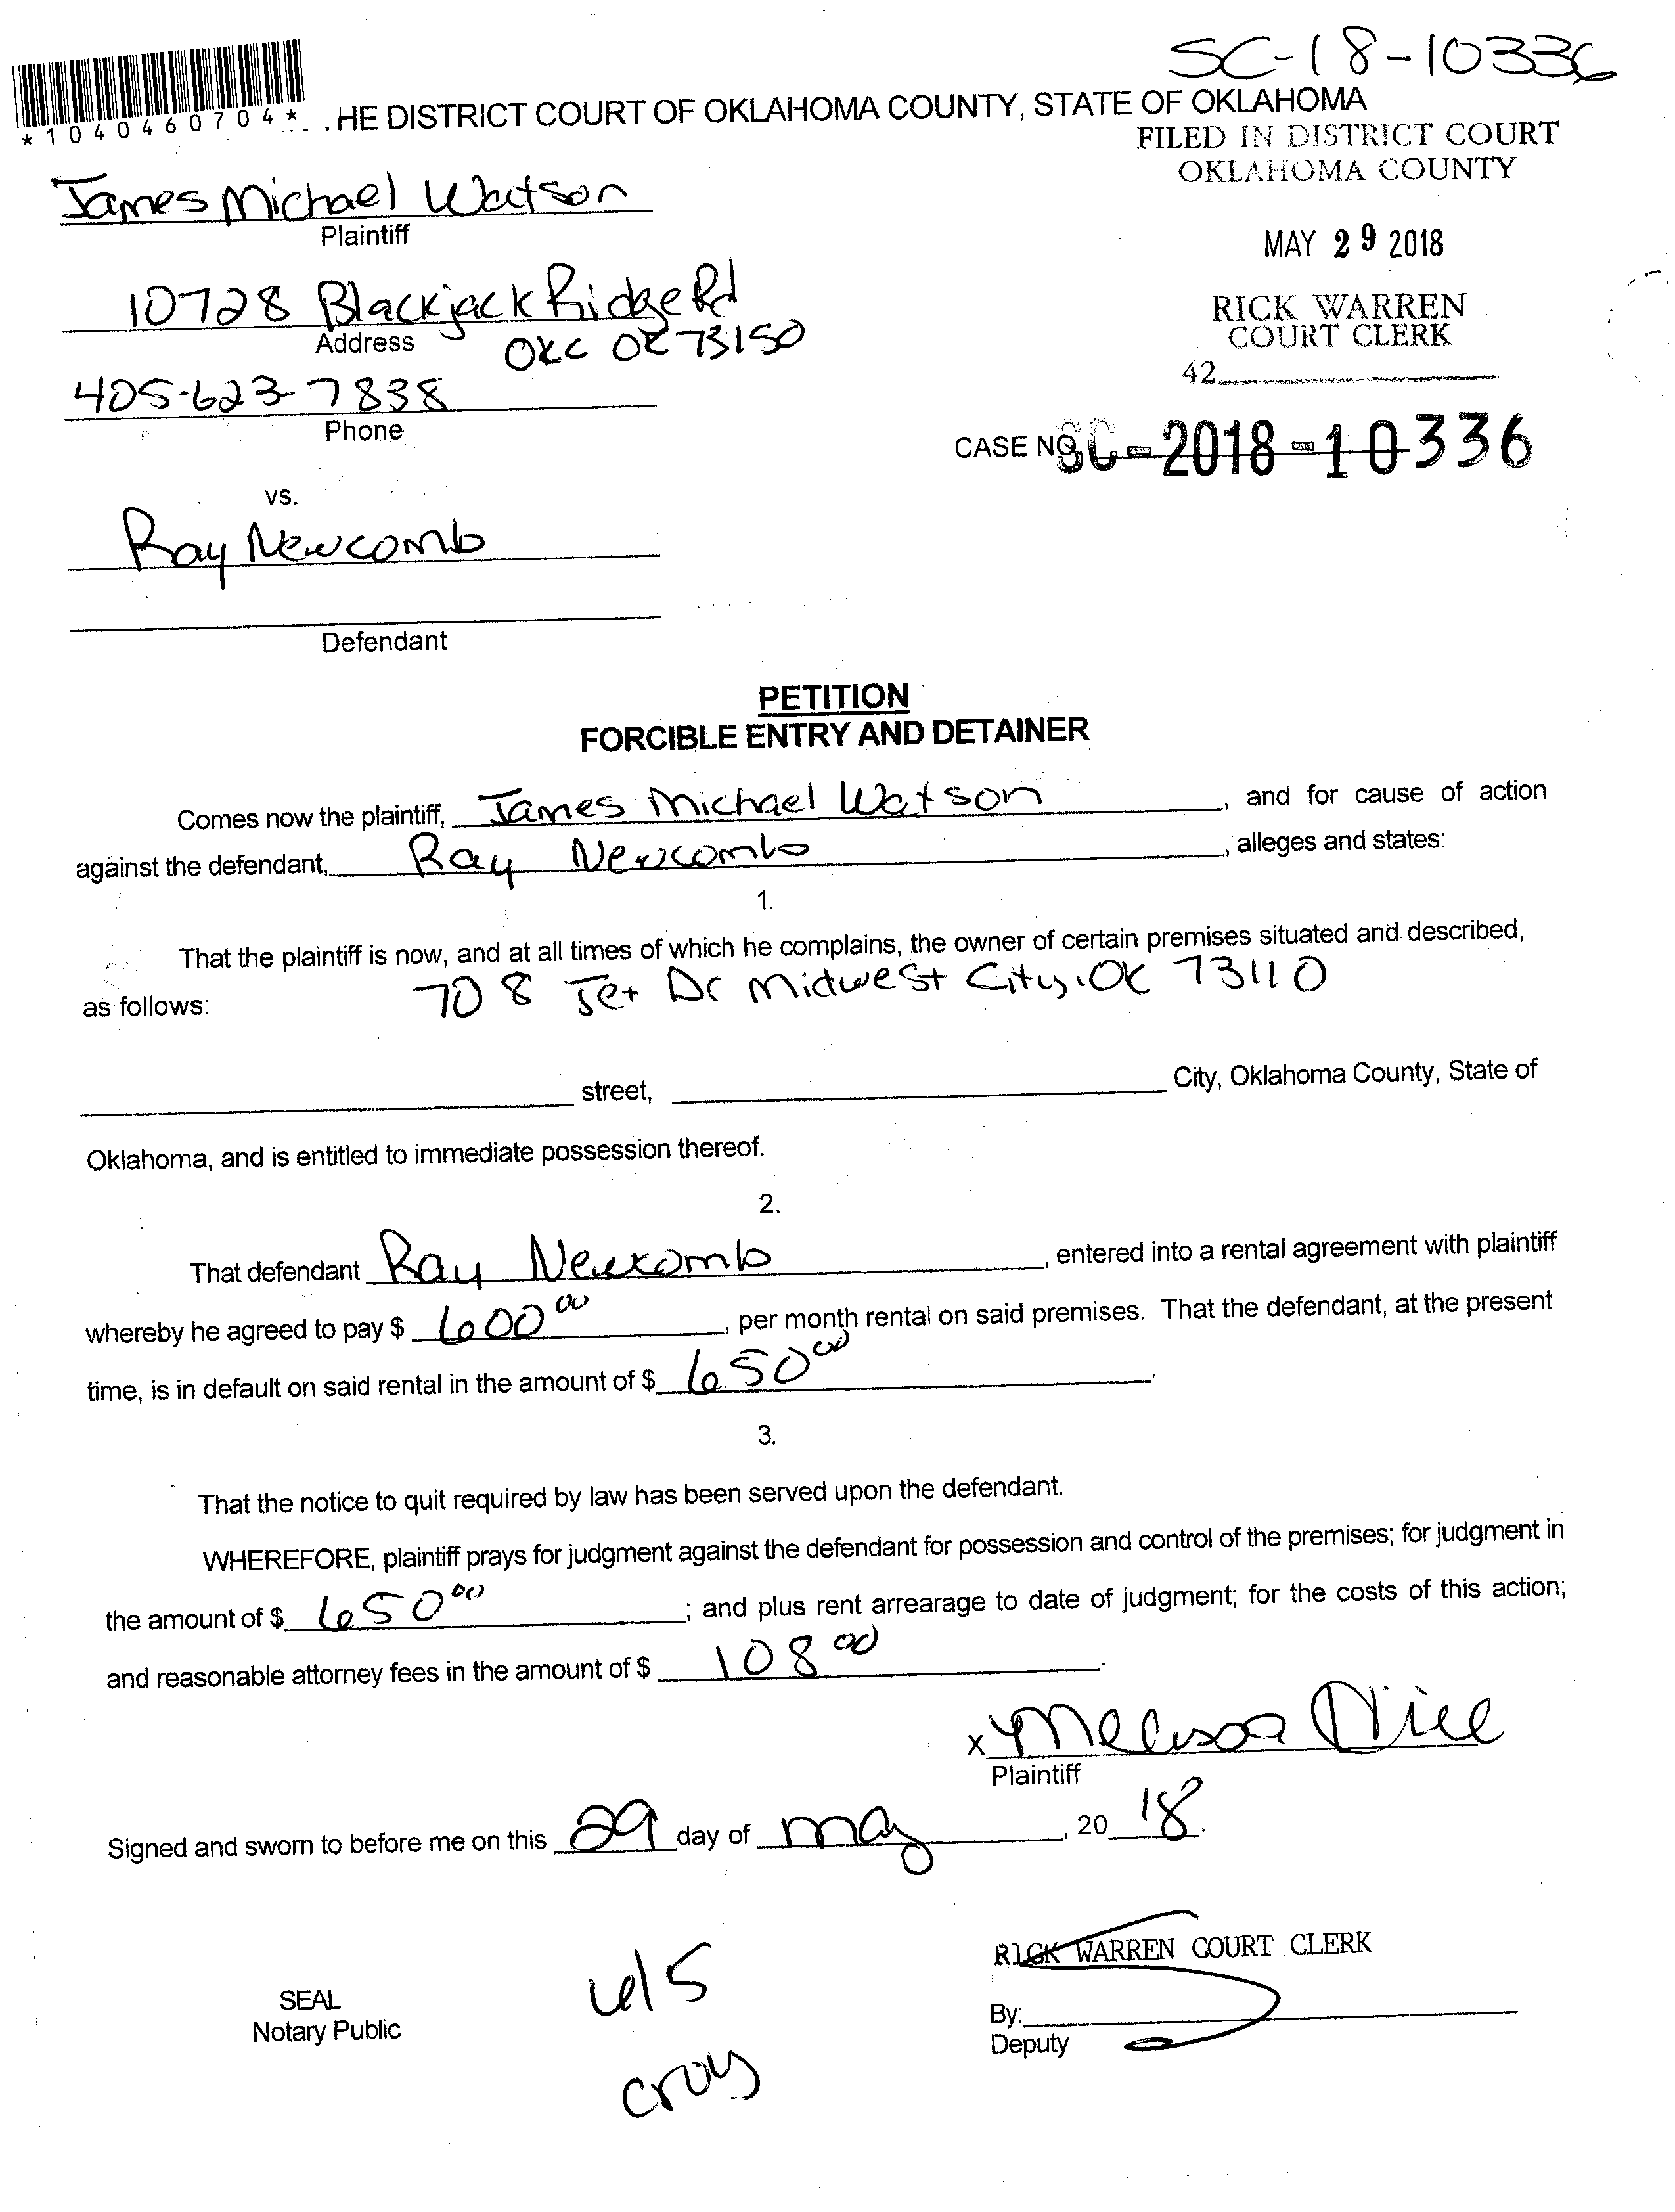 SC-18-10336
*1040460704*
HE DISTRICT COURT OF OKLAHOMA COUNTY, STATE OF OKLAHOMA
FILED IN DISTRICT COURT
OKLAHOMA COUNTY
James Michael Watson
Plaintiff
MAY 29 2018
10728 Blackjack Ridge Rd
Address OKC OK 73150
RICK WARREN
COURT CLERK
42
405-623-7838
Phone
CASE NO. SC-2018-10336
vs.
Ray Newcomb
Defendant
PETITION
FORCIBLE ENTRY AND DETAINER
Comes now the plaintiff, James Michael Watson, and for cause of action
against the defendant, Ray Newcomb, alleges and states:
1.
That the plaintiff is now, and at all times of which he complains, the owner of certain premises situated and described,
as follows: 708 Jet Dr Midwest City, OK 73110
street, City, Oklahoma County, State of
Oklahoma, and is entitled to immediate possession thereof.
2.
That defendant Ray Newcomb, entered into a rental agreement with plaintiff
whereby he agreed to pay $ 600 00, per month rental on said premises. That the defendant, at the present
time, is in default on said rental in the amount of $ 650 00.
3.
That the notice to quit required by law has been served upon the defendant.
WHEREFORE, plaintiff prays for judgment against the defendant for possession and control of the premises; for judgment in
the amount of $ 650 00; and plus rent arrearage to date of judgment; for the costs of this action;
and reasonable attorney fees in the amount of $ 108 00.
x Melissa
Plaintiff
Signed and sworn to before me on this 29 day of may, 20 18.
RICK WARREN COURT CLERK
SEAL
Notary Public
By:
Deputy